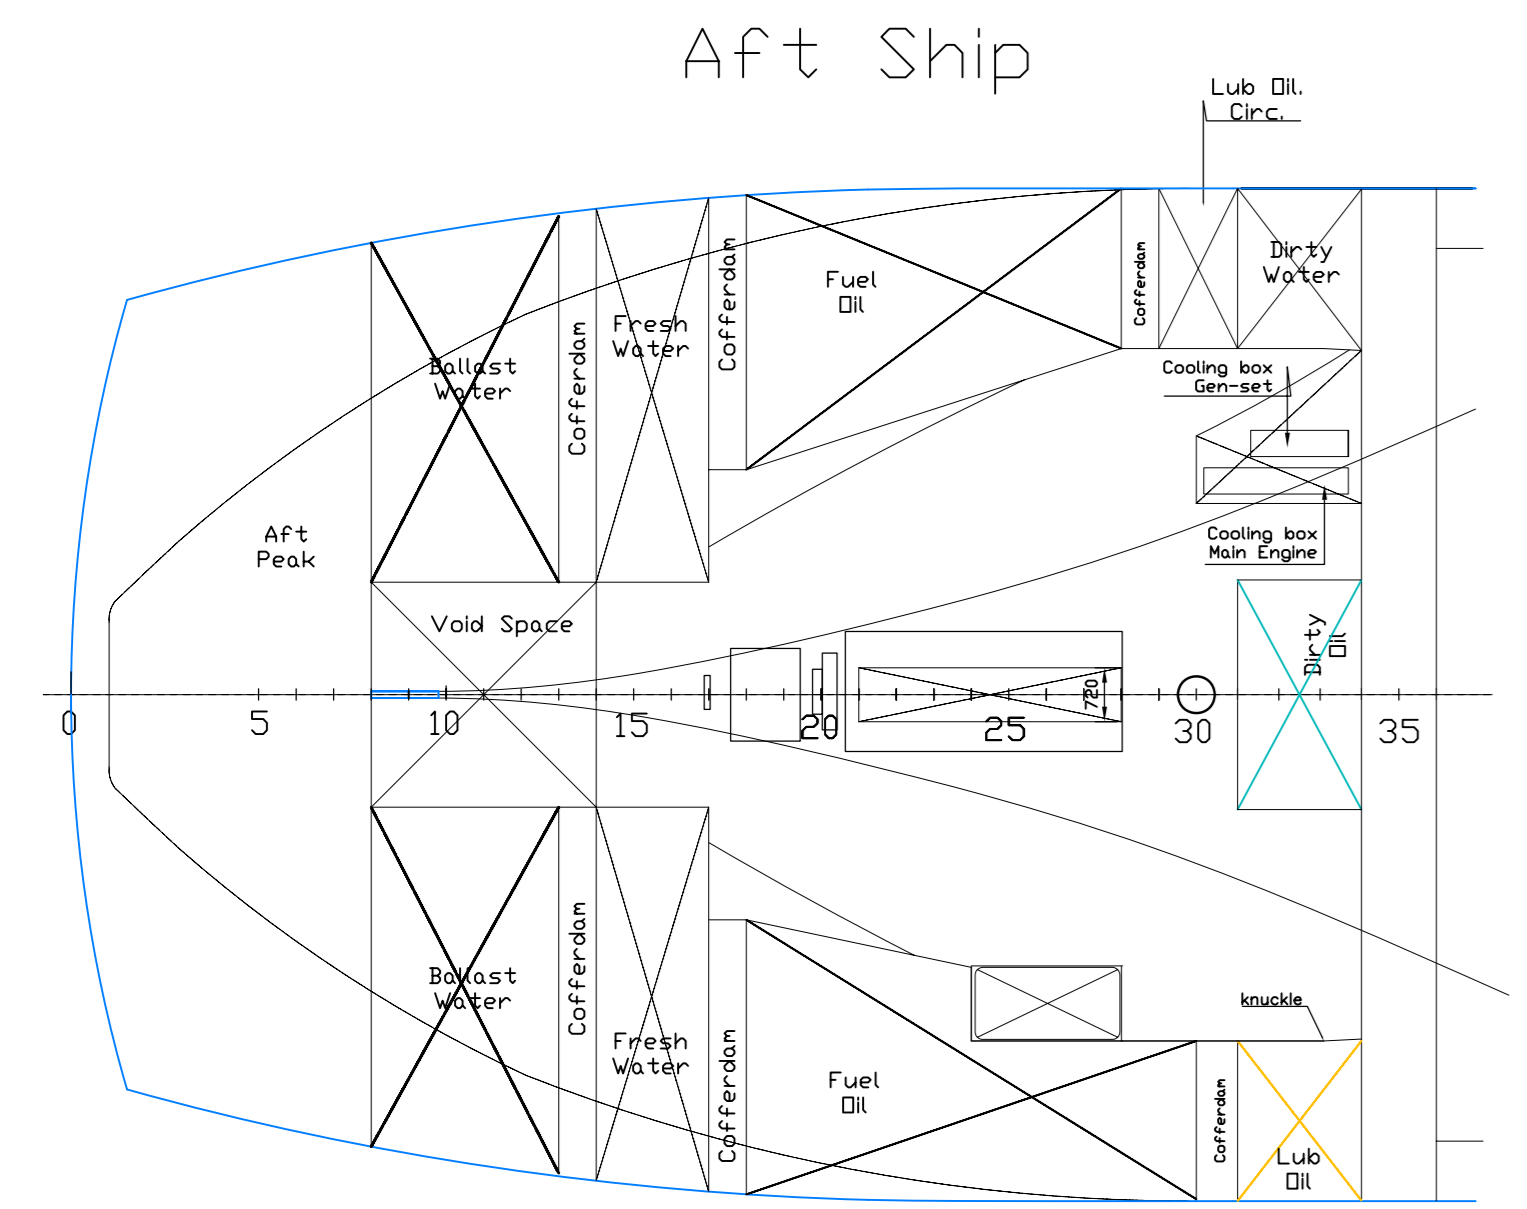 Aft Ship
Lub Oil.
Circ.
Cofferdam
Dirty
Water
Cofferdam
Fuel
Oil
Fresh
Water
Cofferdam
Ballast
Water
Cooling box
Gen-set
Aft
Peak
Cooling box
Main Engine
Void Space
Dirty
Oil
720
0
5
10
15
20
25
30
35
Ballast
Water
Cofferdam
Fresh
Water
Cofferdam
Fuel
Oil
knuckle
Cofferdam
Lub
Oil